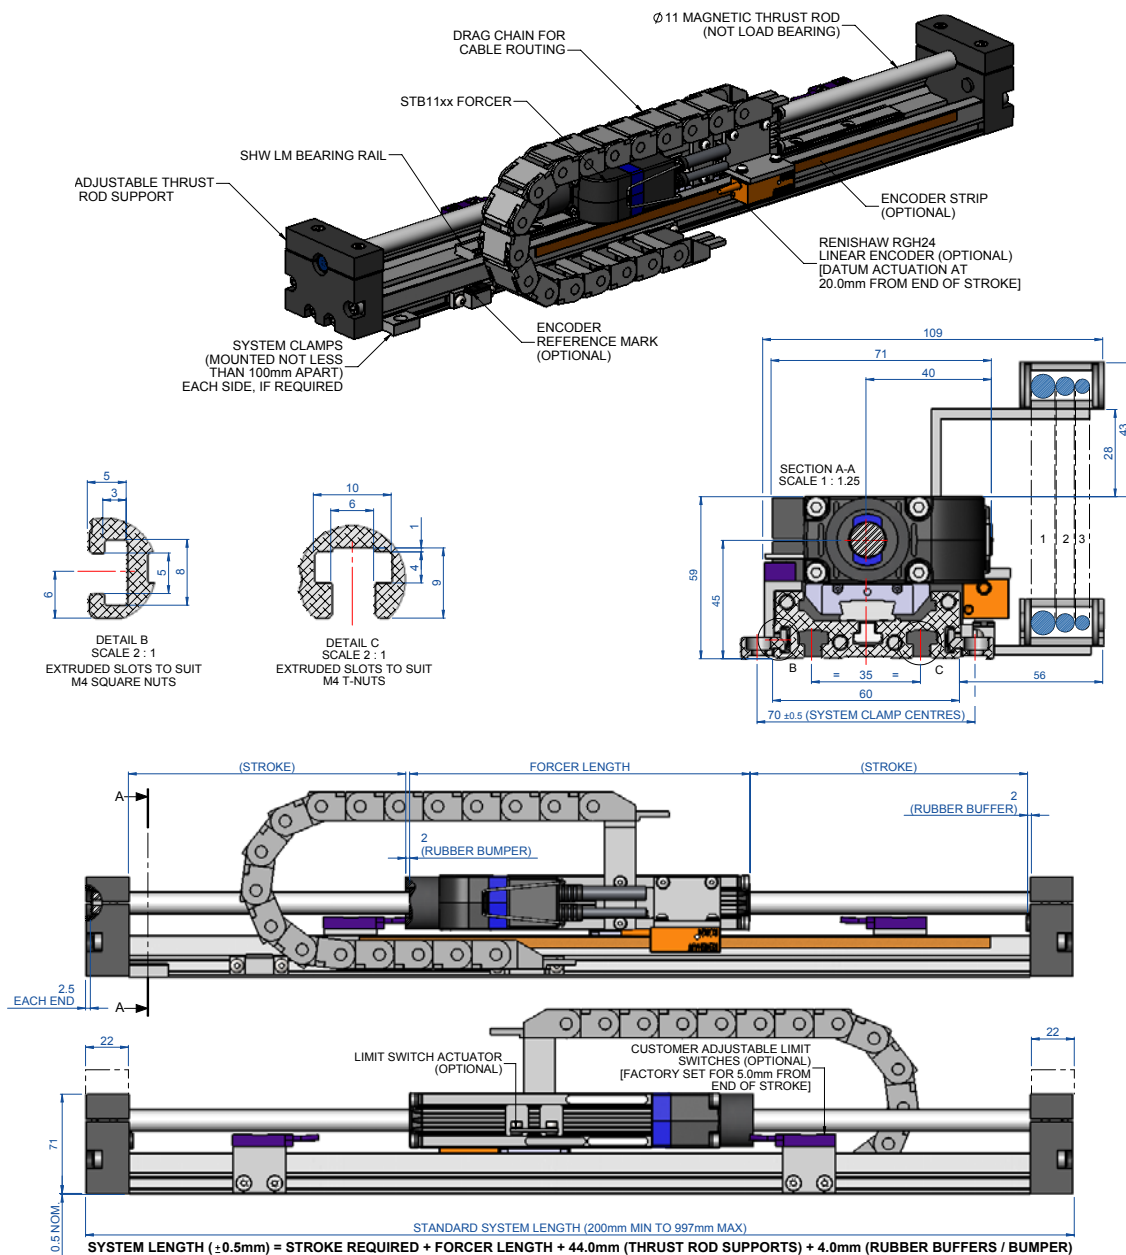 Ø11 MAGNETIC THRUST ROD
(NOT LOAD BEARING)
DRAG CHAIN FOR
CABLE ROUTING
STB11xx FORCER
SHW LM BEARING RAIL
ADJUSTABLE THRUST
ROD SUPPORT
ENCODER STRIP
(OPTIONAL)
RENISHAW RGH24
LINEAR ENCODER (OPTIONAL)
[DATUM ACTUATION AT
20.0mm FROM END OF STROKE]
ENCODER
REFERENCE MARK
(OPTIONAL)
SYSTEM CLAMPS
(MOUNTED NOT LESS
THAN 100mm APART)
EACH SIDE, IF REQUIRED
109
71
40
43
28
SECTION A-A
SCALE 1 : 1.25
1 2 3
59
45
B
C
= 35 =
60
56
70 ±0.5 (SYSTEM CLAMP CENTRES)
5
3
5
8
6
DETAIL B
SCALE 2 : 1
EXTRUDED SLOTS TO SUIT
M4 SQUARE NUTS
10
6
1
4
9
DETAIL C
SCALE 2 : 1
EXTRUDED SLOTS TO SUIT
M4 T-NUTS
(STROKE)
FORCER LENGTH
(STROKE)
A
2
(RUBBER BUFFER)
2
(RUBBER BUMPER)
2.5
EACH END
A
22
22
LIMIT SWITCH ACTUATOR
(OPTIONAL)
CUSTOMER ADJUSTABLE LIMIT
SWITCHES (OPTIONAL)
[FACTORY SET FOR 5.0mm FROM
END OF STROKE]
71
0.5 NOM.
STANDARD SYSTEM LENGTH (200mm MIN TO 997mm MAX)
SYSTEM LENGTH (±0.5mm) = STROKE REQUIRED + FORCER LENGTH + 44.0mm (THRUST ROD SUPPORTS) + 4.0mm (RUBBER BUFFERS / BUMPER)